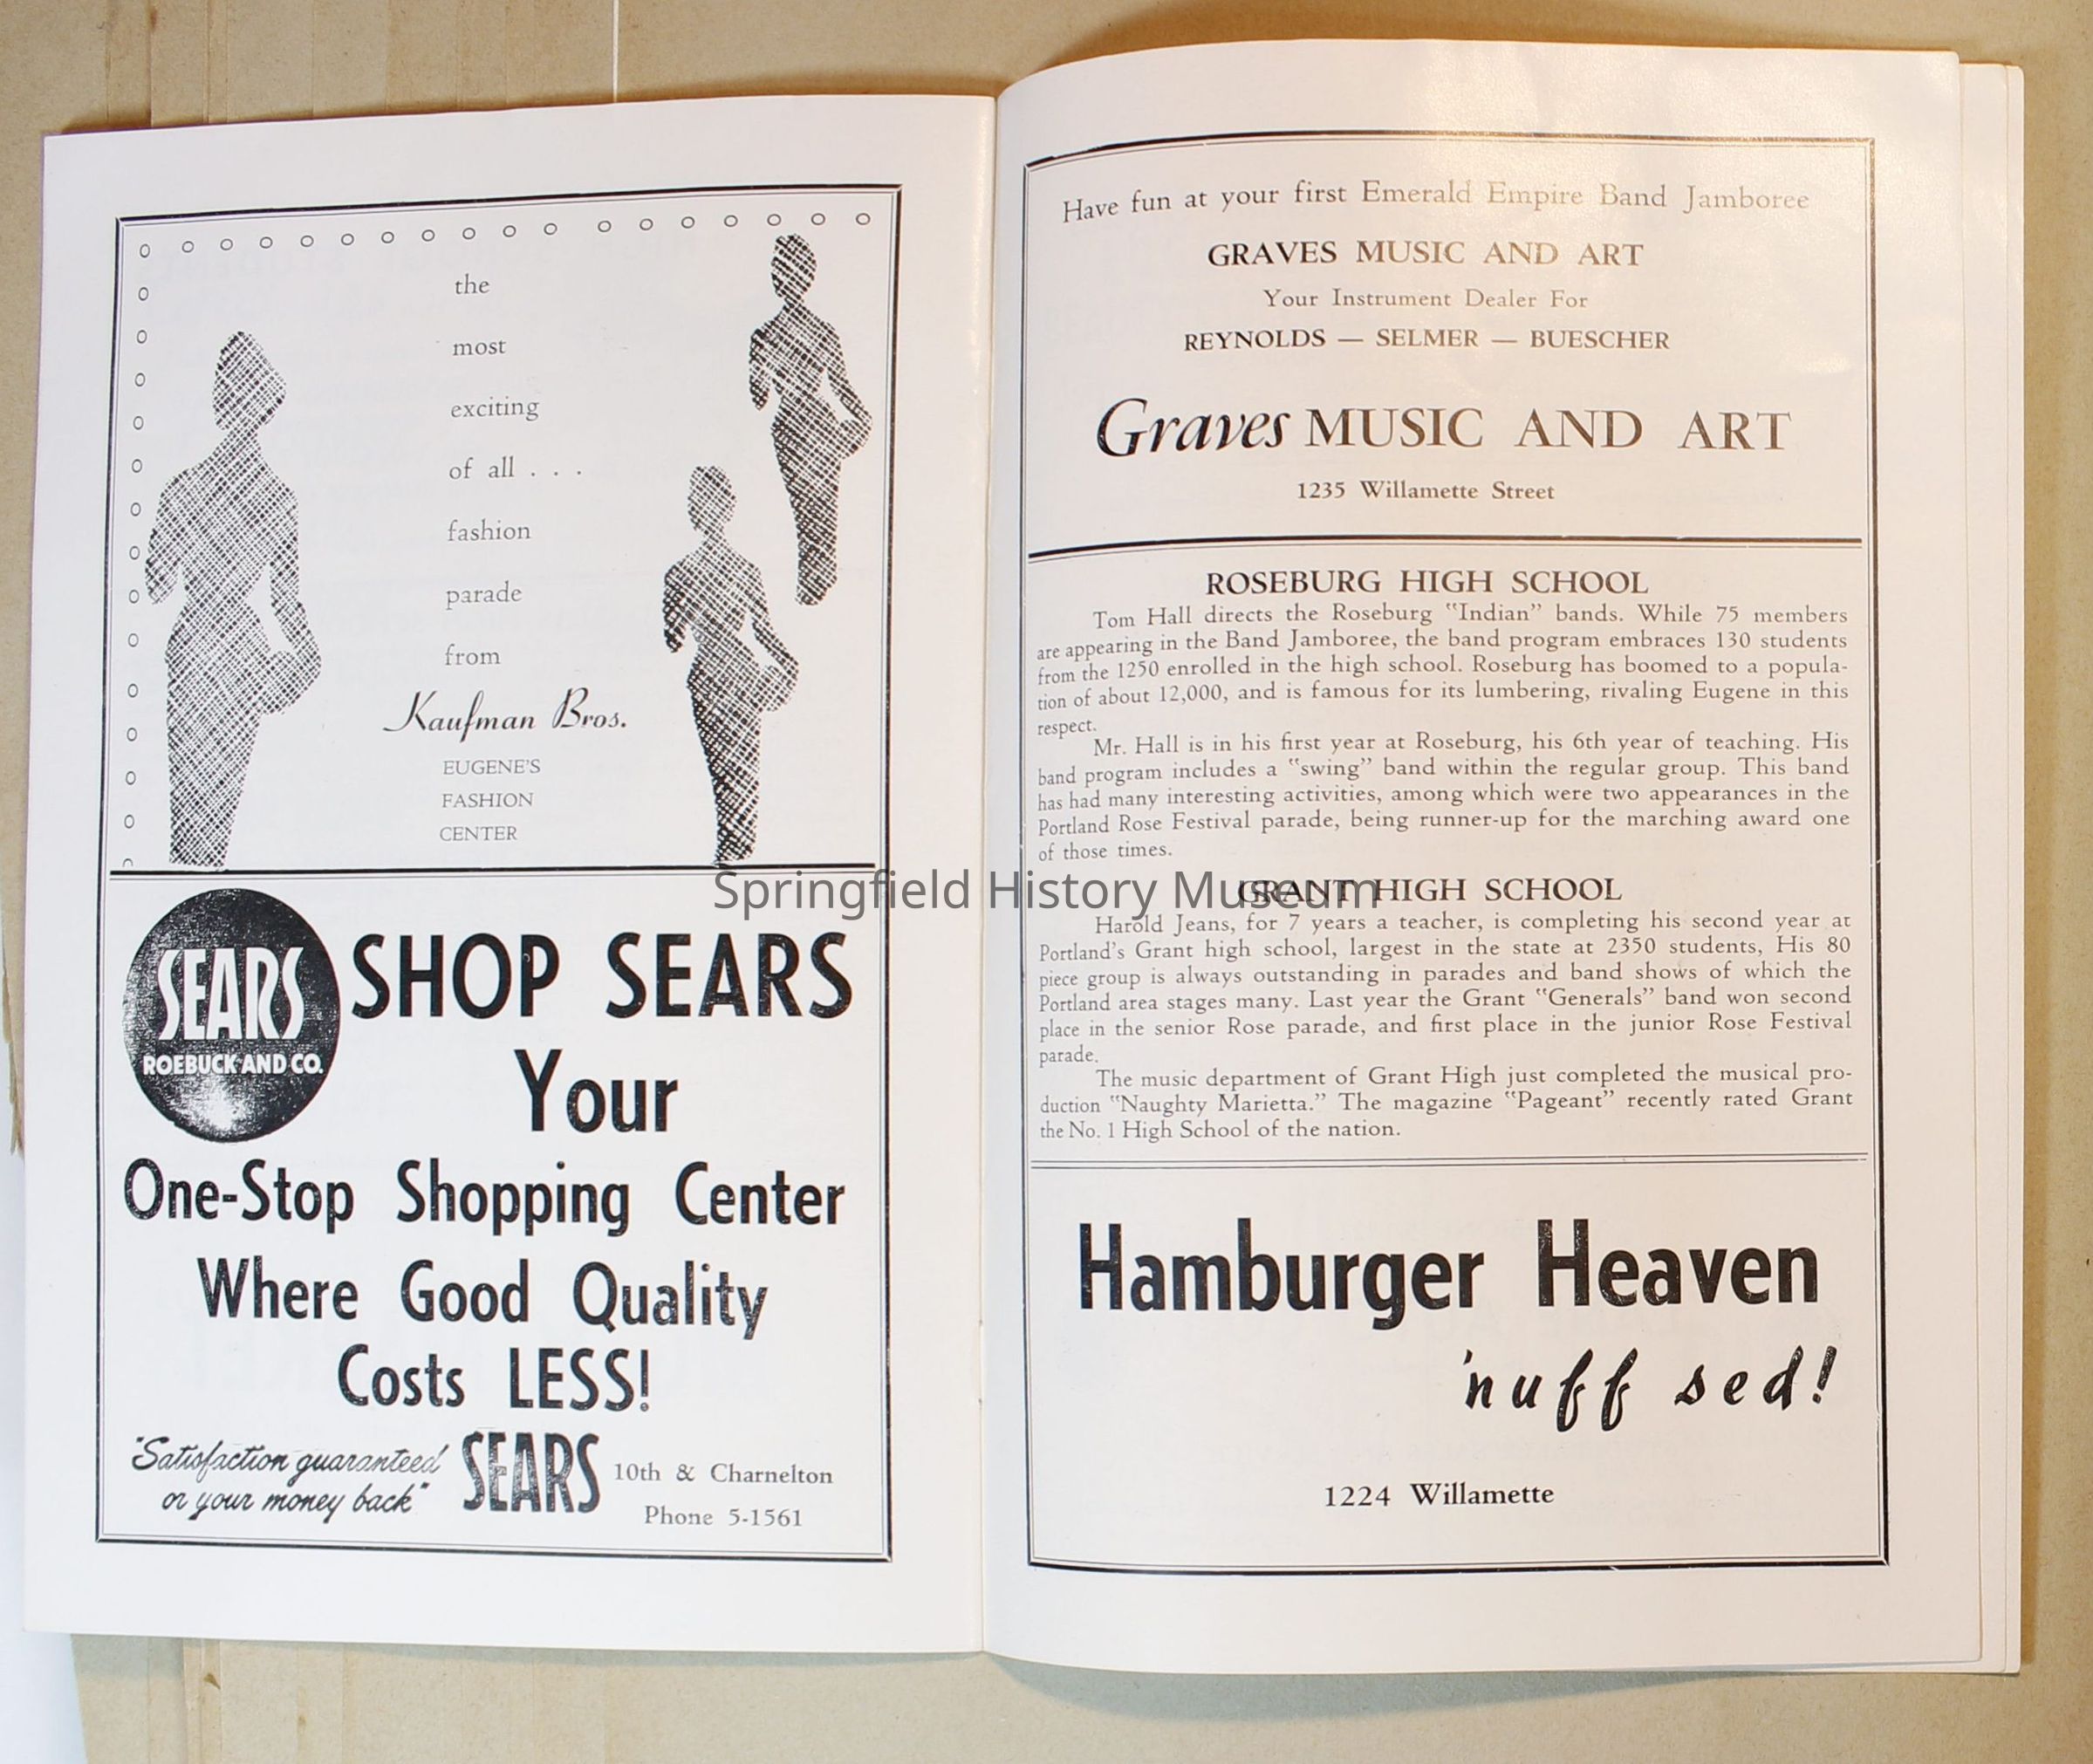 the
most
exciting
of all . . .
fashion
parade
from
Kaufman Bros.
EUGENE'S
FASHION
CENTER
SEARS
ROEBUCK AND CO.
SHOP SEARS
Your
One-Stop Shopping Center
Where Good Quality
Costs LESS!
"Satisfaction guaranteed
or your money back"
SEARS
10th & Charnelton
Phone 5-1561
Have fun at your first Emerald Empire Band Jamboree
GRAVES MUSIC AND ART
Your Instrument Dealer For
REYNOLDS — SELMER — BUESCHER
Graves MUSIC AND ART
1235 Willamette Street
ROSEBURG HIGH SCHOOL
Tom Hall directs the Roseburg "Indian" bands. While 75 members
are appearing in the Band Jamboree, the band program embraces 130 students
from the 1250 enrolled in the high school. Roseburg has boomed to a popula-
tion of about 12,000, and is famous for its lumbering, rivaling Eugene in this
respect.
Mr. Hall is in his first year at Roseburg, his 6th year of teaching. His
band program includes a "swing" band within the regular group. This band
has had many interesting activities, among which were two appearances in the
Portland Rose Festival parade, being runner-up for the marching award one
of those times.
Springfield History Museum
GRANT HIGH SCHOOL
Harold Jeans, for 7 years a teacher, is completing his second year at
Portland's Grant high school, largest in the state at 2350 students, His 80
piece group is always outstanding in parades and band shows of which the
Portland area stages many. Last year the Grant "Generals" band won second
place in the senior Rose parade, and first place in the junior Rose Festival
parade.
The music department of Grant High just completed the musical pro-
duction "Naughty Marietta." The magazine "Pageant" recently rated Grant
the No. 1 High School of the nation.
Hamburger Heaven
'nuff sed!
1224 Willamette